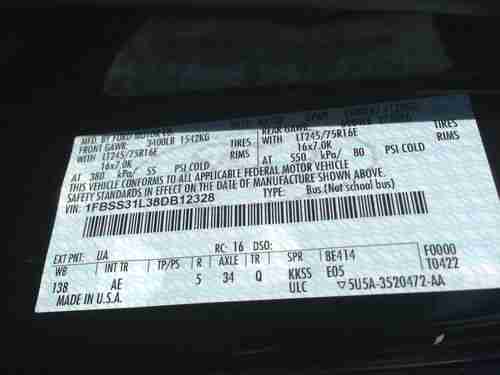 MFD. BY FORD MOTOR CO.
FRONT GAWR: 3400LB 1542KG
REAR GAWR:
WITH LT245/75R16E TIRES WITH LT245/75R16E TIRES
16x7.0K 16x7.0K
AT 380 kPa/ 55 PSI COLD AT 550 kPa/ 80 PSI COLD
THIS VEHICLE CONFORMS TO ALL APPLICABLE FEDERAL MOTOR VEHICLE
SAFETY STANDARDS IN EFFECT ON THE DATE OF MANUFACTURE SHOWN ABOVE.
VIN: 1FBSS31L38DB12328 TYPE: Bus (Not school bus)
EXT PNT: UA RC: 16 DSO:
WB INT TR TP/PS R AXLE TR SPR BE414 F0000
138 AE 5 34 Q KKSS E05 T0422
MADE IN U.S.A. ULC ▽5U5A-3520472-AA